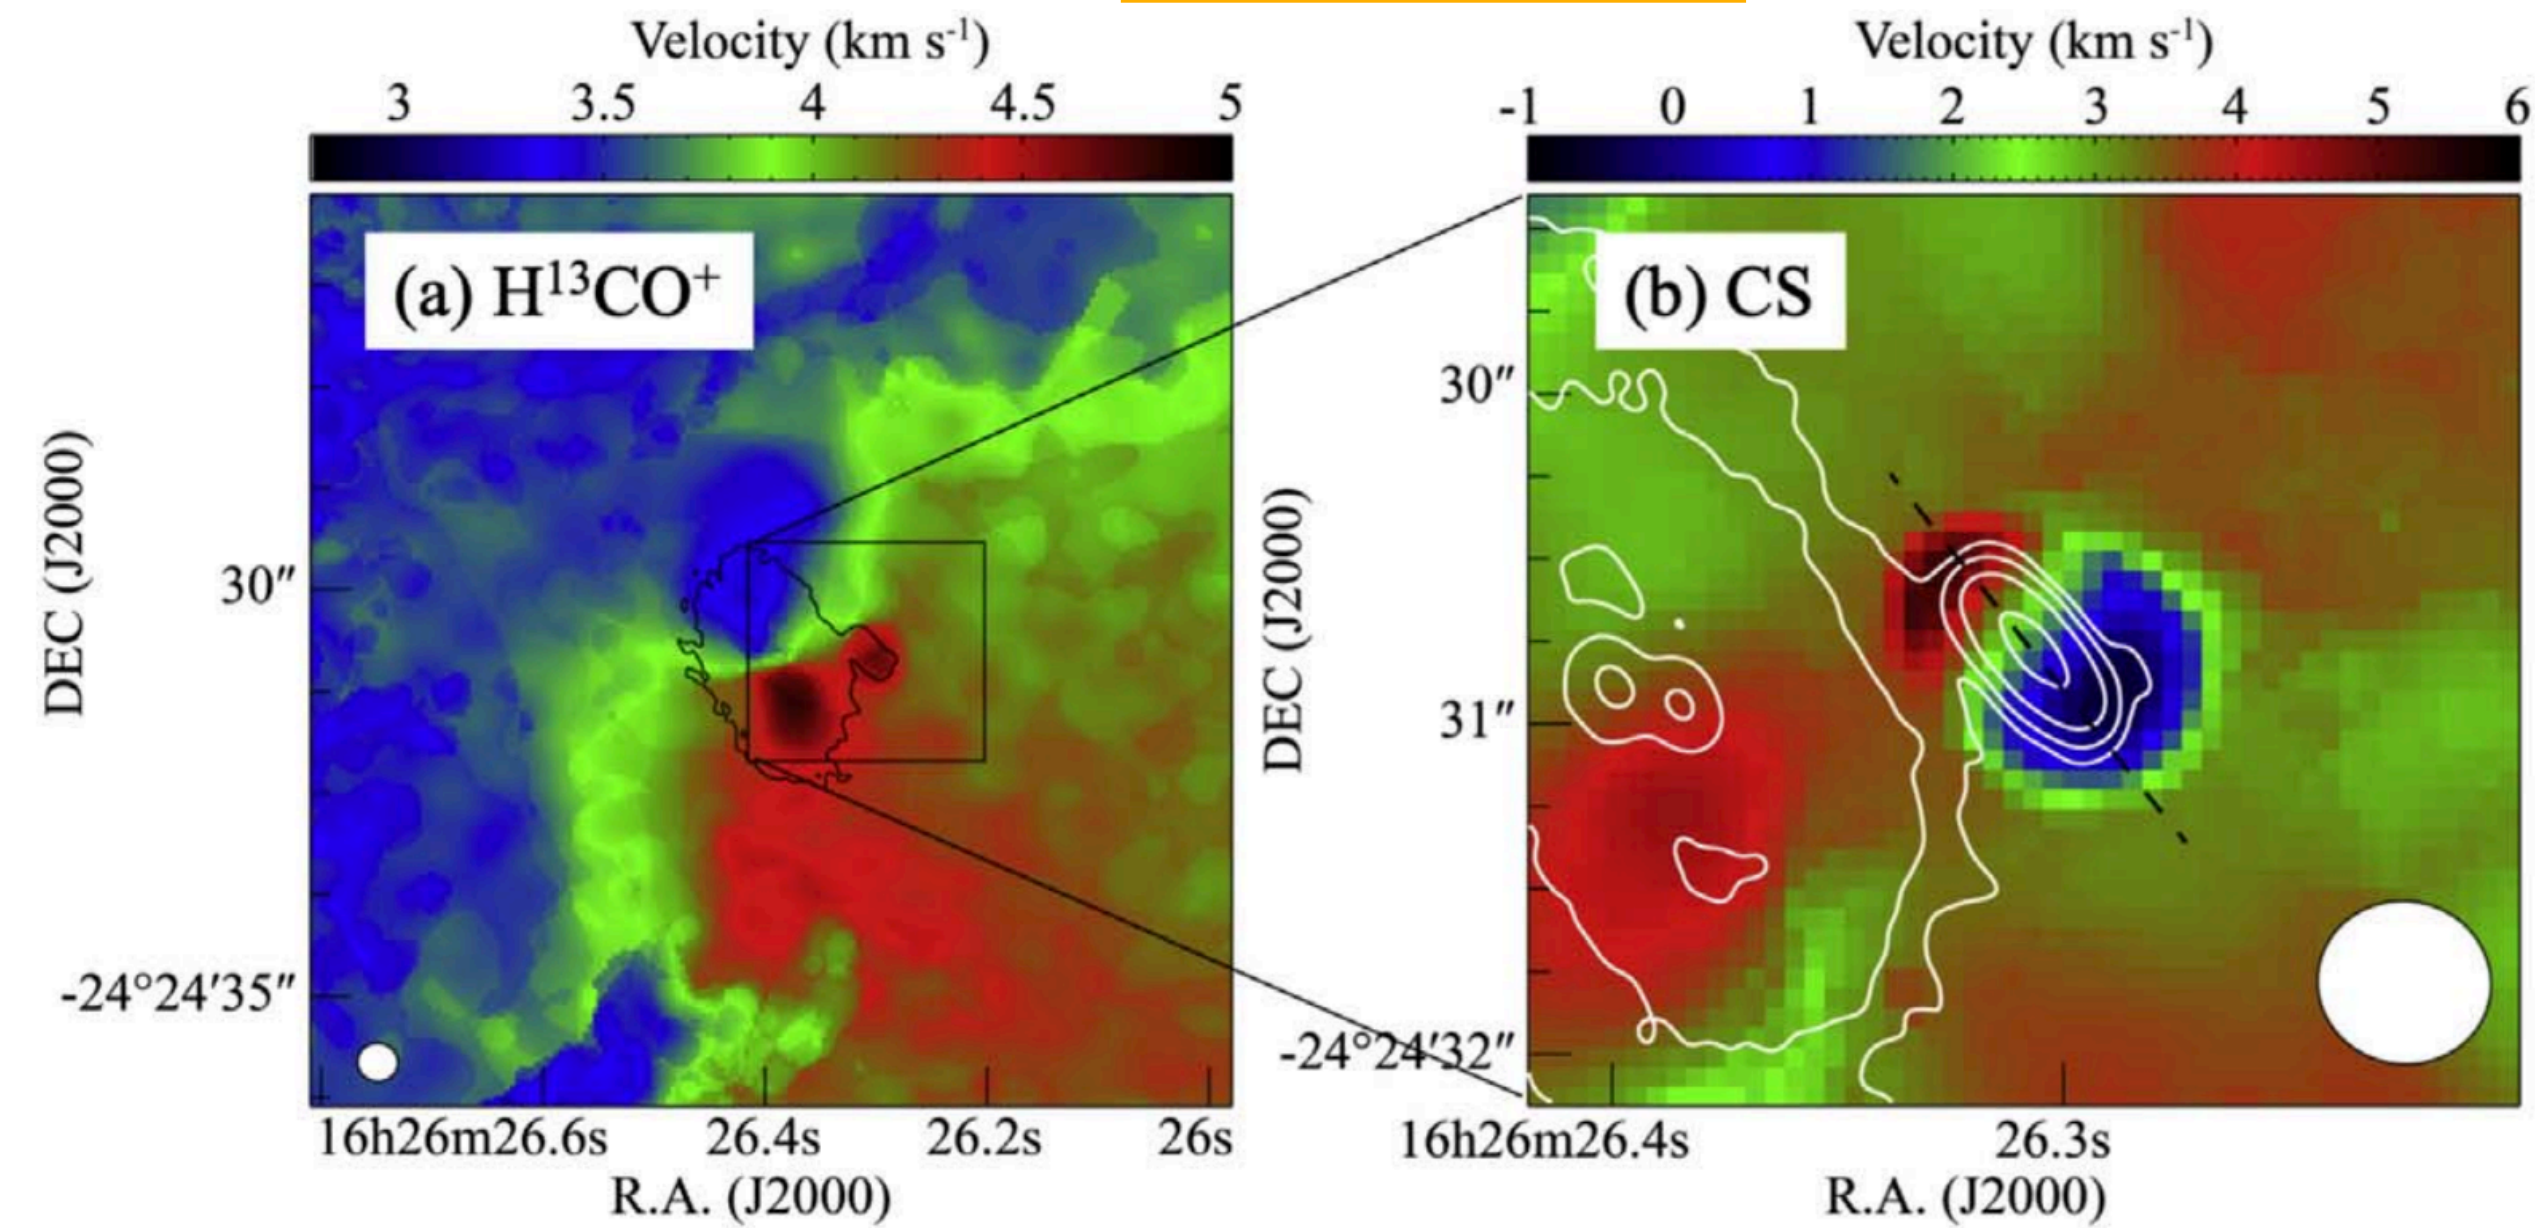 Velocity (km s⁻¹)
3 3.5 4 4.5 5
(a) H¹³CO⁺
DEC (J2000)
30″
-24°24′35″
16h26m26.6s 26.4s 26.2s 26s
R.A. (J2000)
Velocity (km s⁻¹)
-1 0 1 2 3 4 5 6
(b) CS
DEC (J2000)
30″
31″
-24°24′32″
16h26m26.4s 26.3s
R.A. (J2000)